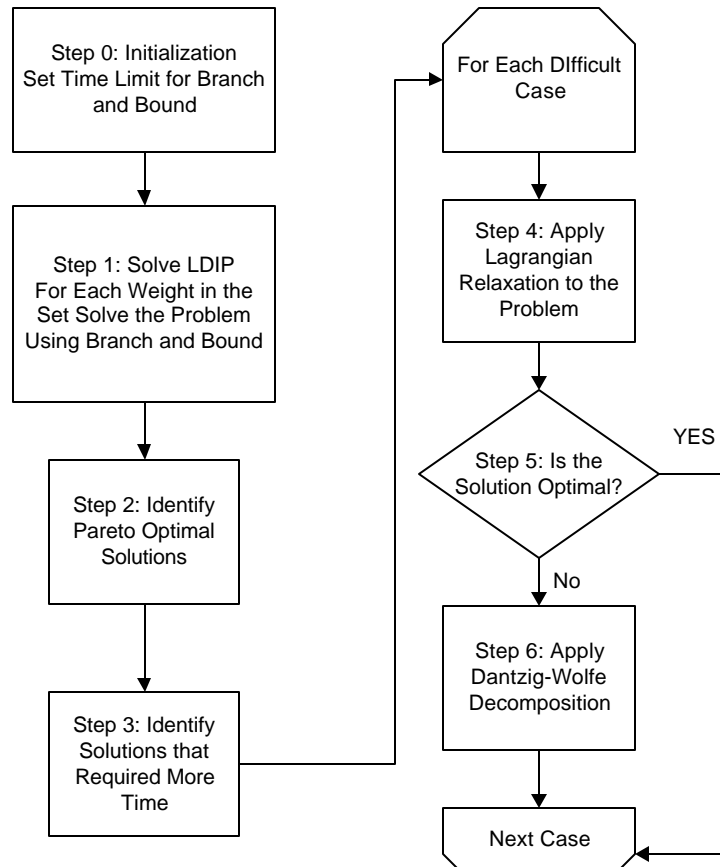 Step 0: Initialization
Set Time Limit for Branch
and Bound
Step 1: Solve LDIP
For Each Weight in the
Set Solve the Problem
Using Branch and Bound
Step 2: Identify
Pareto Optimal
Solutions
Step 3: Identify
Solutions that
Required More
Time
For Each DIfficult
Case
Step 4: Apply
Lagrangian
Relaxation to the
Problem
Step 5: Is the
Solution Optimal?
YES
No
Step 6: Apply
Dantzig-Wolfe
Decomposition
Next Case